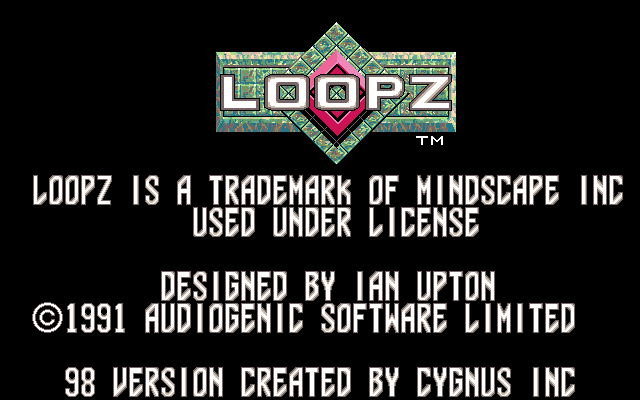 LOOPZ
TM
LOOPZ IS A TRADEMARK OF MINDSCAPE INC
USED UNDER LICENSE
DESIGNED BY IAN UPTON
©1991 AUDIOGENIC SOFTWARE LIMITED
98 VERSION CREATED BY CYGNUS INC